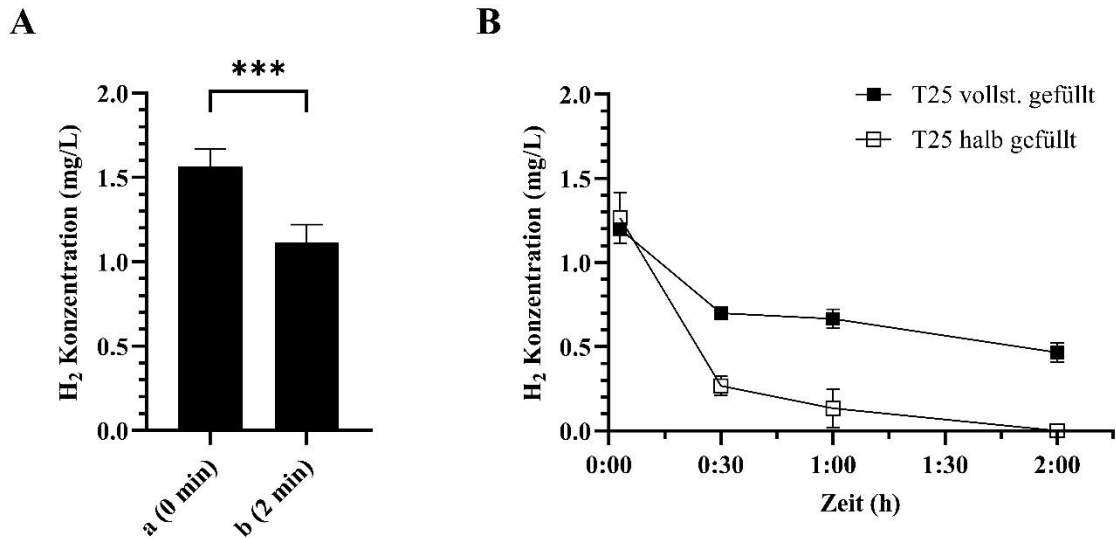 A
***
H₂ Konzentration (mg/L)
2.0
1.5
1.0
0.5
0.0
a (0 min)
b (2 min)
B
T25 vollst. gefüllt
T25 halb gefüllt
H₂ Konzentration (mg/L)
2.0
1.5
1.0
0.5
0.0
0:00
0:30
1:00
1:30
2:00
Zeit (h)